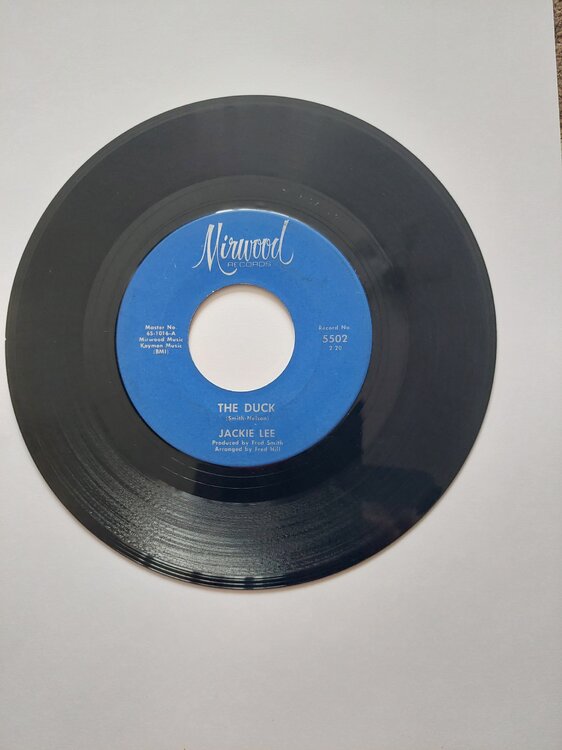 Mirwood
RECORDS
Master No.
65-1016-A
Mirwood Music
Keymen Music
(BMI)
Record No.
5502
2:20
THE DUCK
(Smith-Nelson)
JACKIE LEE
Produced by Fred Smith
Arranged by Fred Hill